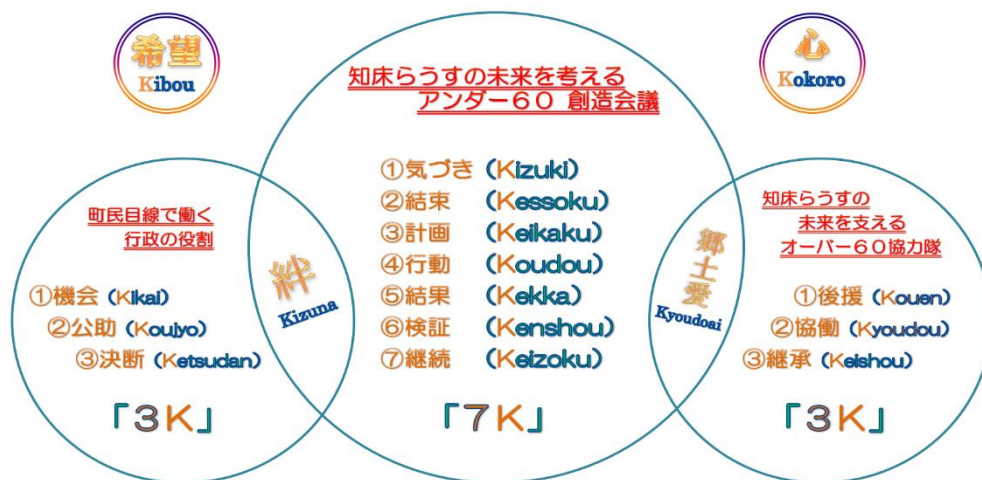 希望
Kibou
心
Kokoro
知床らうすの未来を考える
アンダー６０ 創造会議
①気づき (Kizuki)
②結束 (Kessoku)
③計画 (Keikaku)
④行動 (Koudou)
⑤結果 (Kekka)
⑥検証 (Kenshou)
⑦継続 (Keizoku)
「７Ｋ」
町民目線で働く
行政の役割
①機会 (Kikai)
②公助 (Koujyo)
③決断 (Ketsudan)
「３Ｋ」
絆
Kizuna
郷土愛
Kyoudoai
知床らうすの
未来を支える
オーバー６０協力隊
①後援 (Kouen)
②協働 (Kyoudou)
③継承 (Keishou)
「３Ｋ」